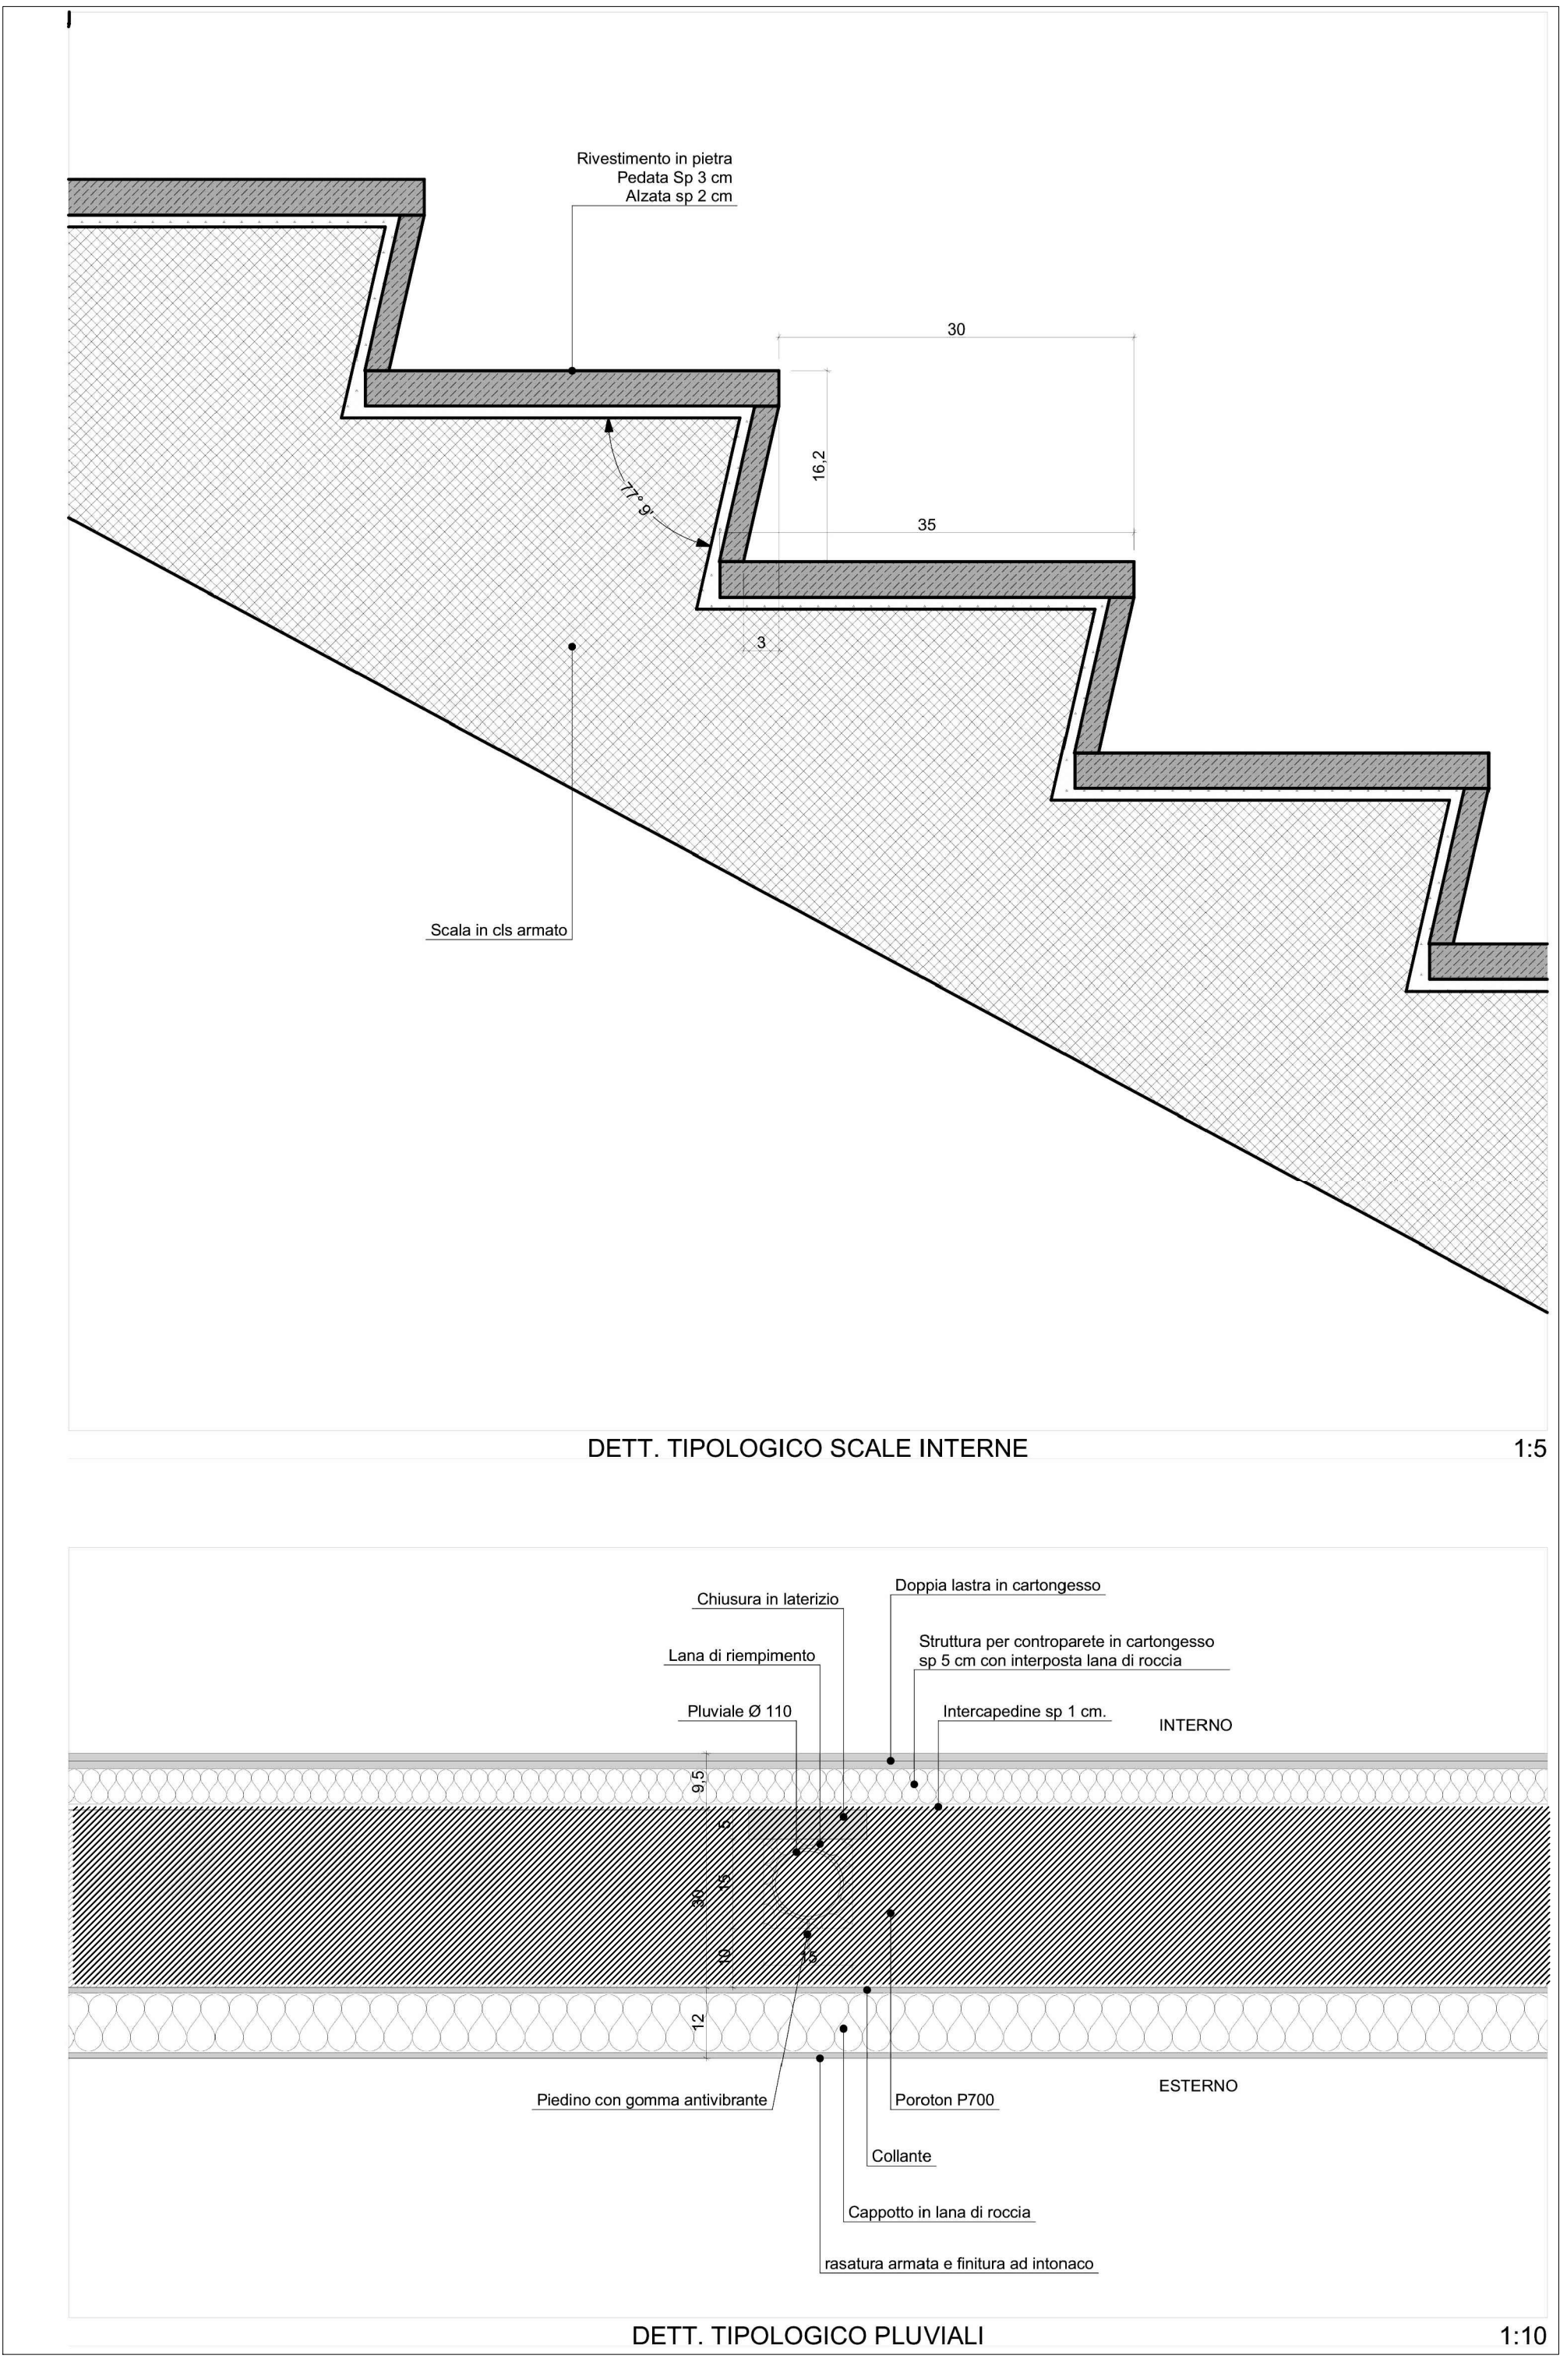 Rivestimento in pietra
Pedata Sp 3 cm
Alzata sp 2 cm
30
16,2
77° 9'
35
3
Scala in cls armato
DETT. TIPOLOGICO SCALE INTERNE
1:5
Doppia lastra in cartongesso
Chiusura in laterizio
Struttura per controparete in cartongesso
sp 5 cm con interposta lana di roccia
Lana di riempimento
Pluviale Ø 110
Intercapedine sp 1 cm.
INTERNO
9,5
5
15
30
10
15
12
ESTERNO
Piedino con gomma antivibrante
Poroton P700
Collante
Cappotto in lana di roccia
rasatura armata e finitura ad intonaco
DETT. TIPOLOGICO PLUVIALI
1:10